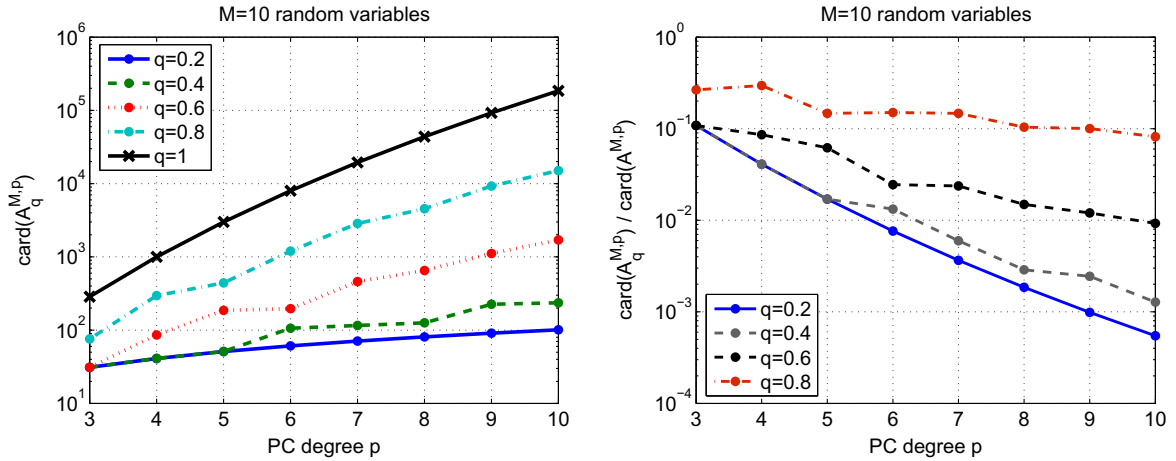 M=10 random variables
card(A_q^{M,p})
10^6
10^5
10^4
10^3
10^2
10^1
q=0.2
q=0.4
q=0.6
q=0.8
q=1
3 4 5 6 7 8 9 10
PC degree p
M=10 random variables
card(A_q^{M,p}) / card(A^{M,p})
10^0
10^{-1}
10^{-2}
10^{-3}
10^{-4}
q=0.2
q=0.4
q=0.6
q=0.8
3 4 5 6 7 8 9 10
PC degree p